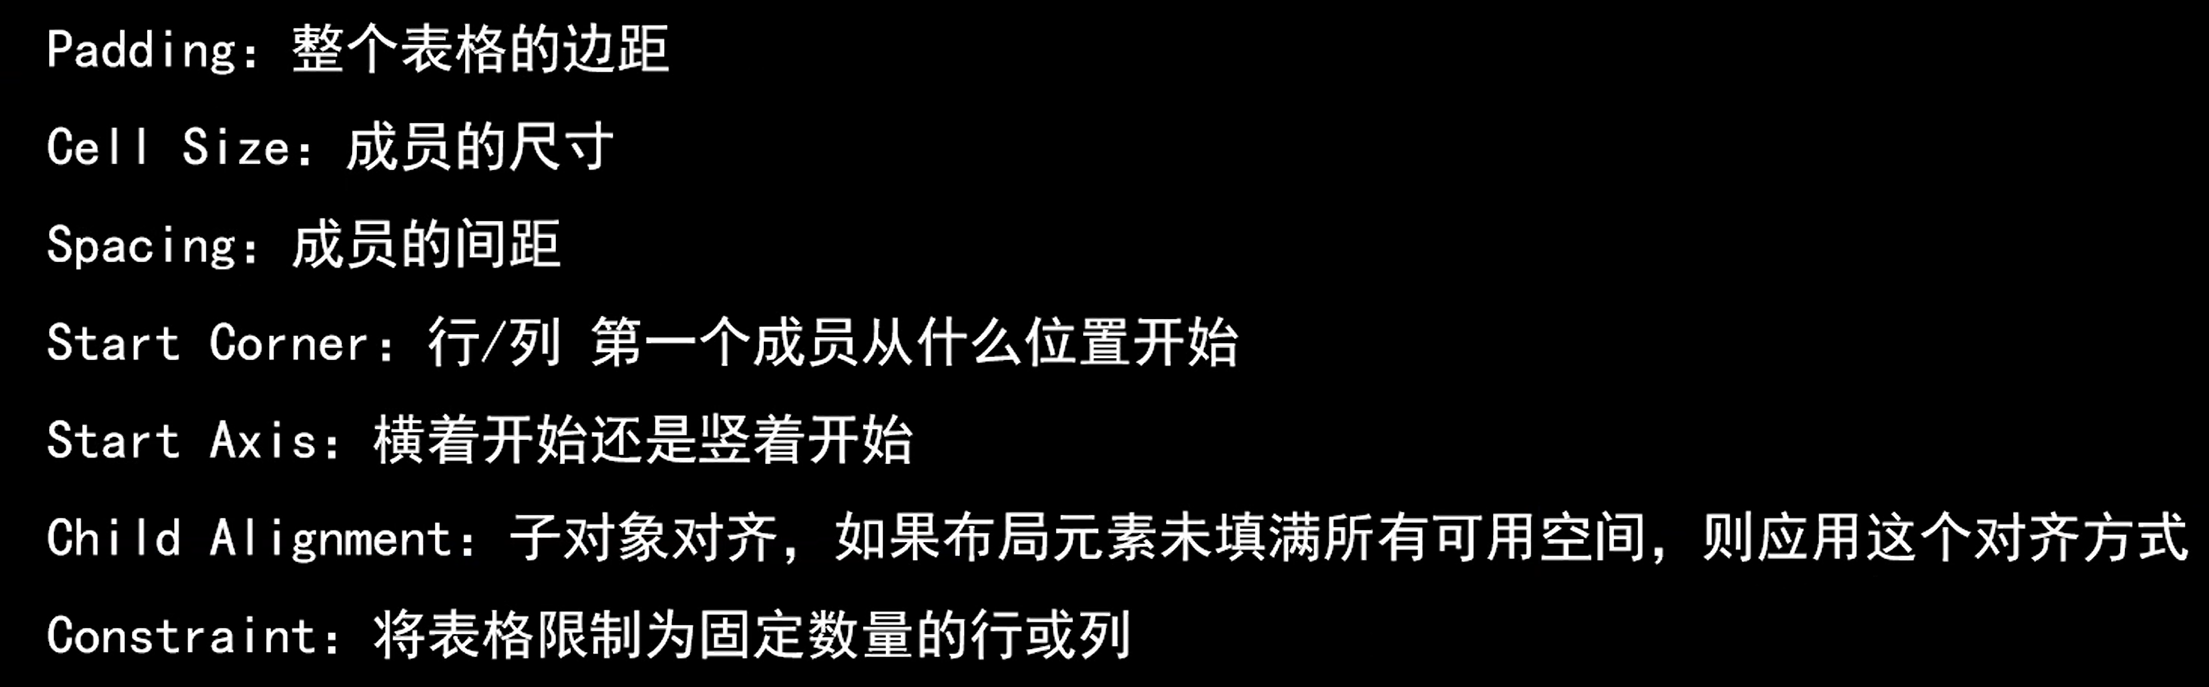 Padding：整个表格的边距
Cell Size：成员的尺寸
Spacing：成员的间距
Start Corner：行/列 第一个成员从什么位置开始
Start Axis：横着开始还是竖着开始
Child Alignment：子对象对齐，如果布局元素未填满所有可用空间，则应用这个对齐方式
Constraint：将表格限制为固定数量的行或列